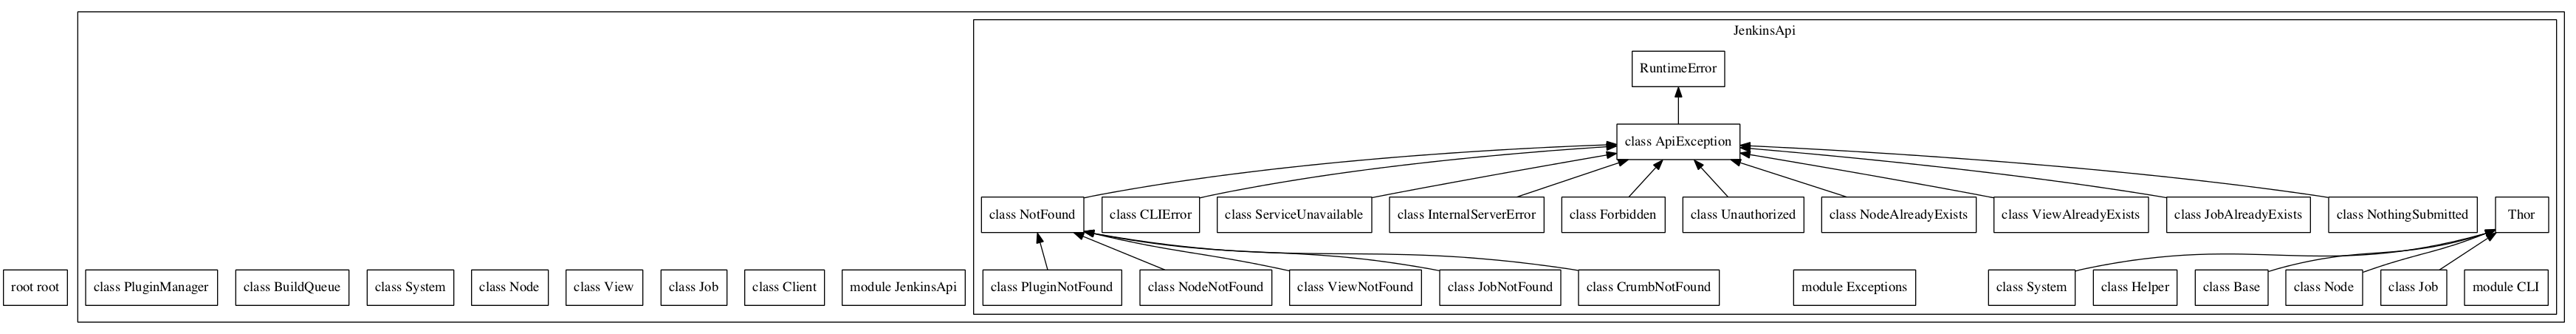 JenkinsApi
RuntimeError
class ApiException
class NotFound
class CLIError
class ServiceUnavailable
class InternalServerError
class Forbidden
class Unauthorized
class NodeAlreadyExists
class ViewAlreadyExists
class JobAlreadyExists
class NothingSubmitted
Thor
root root
class PluginManager
class BuildQueue
class System
class Node
class View
class Job
class Client
module JenkinsApi
class PluginNotFound
class NodeNotFound
class ViewNotFound
class JobNotFound
class CrumbNotFound
module Exceptions
class System
class Helper
class Base
class Node
class Job
module CLI